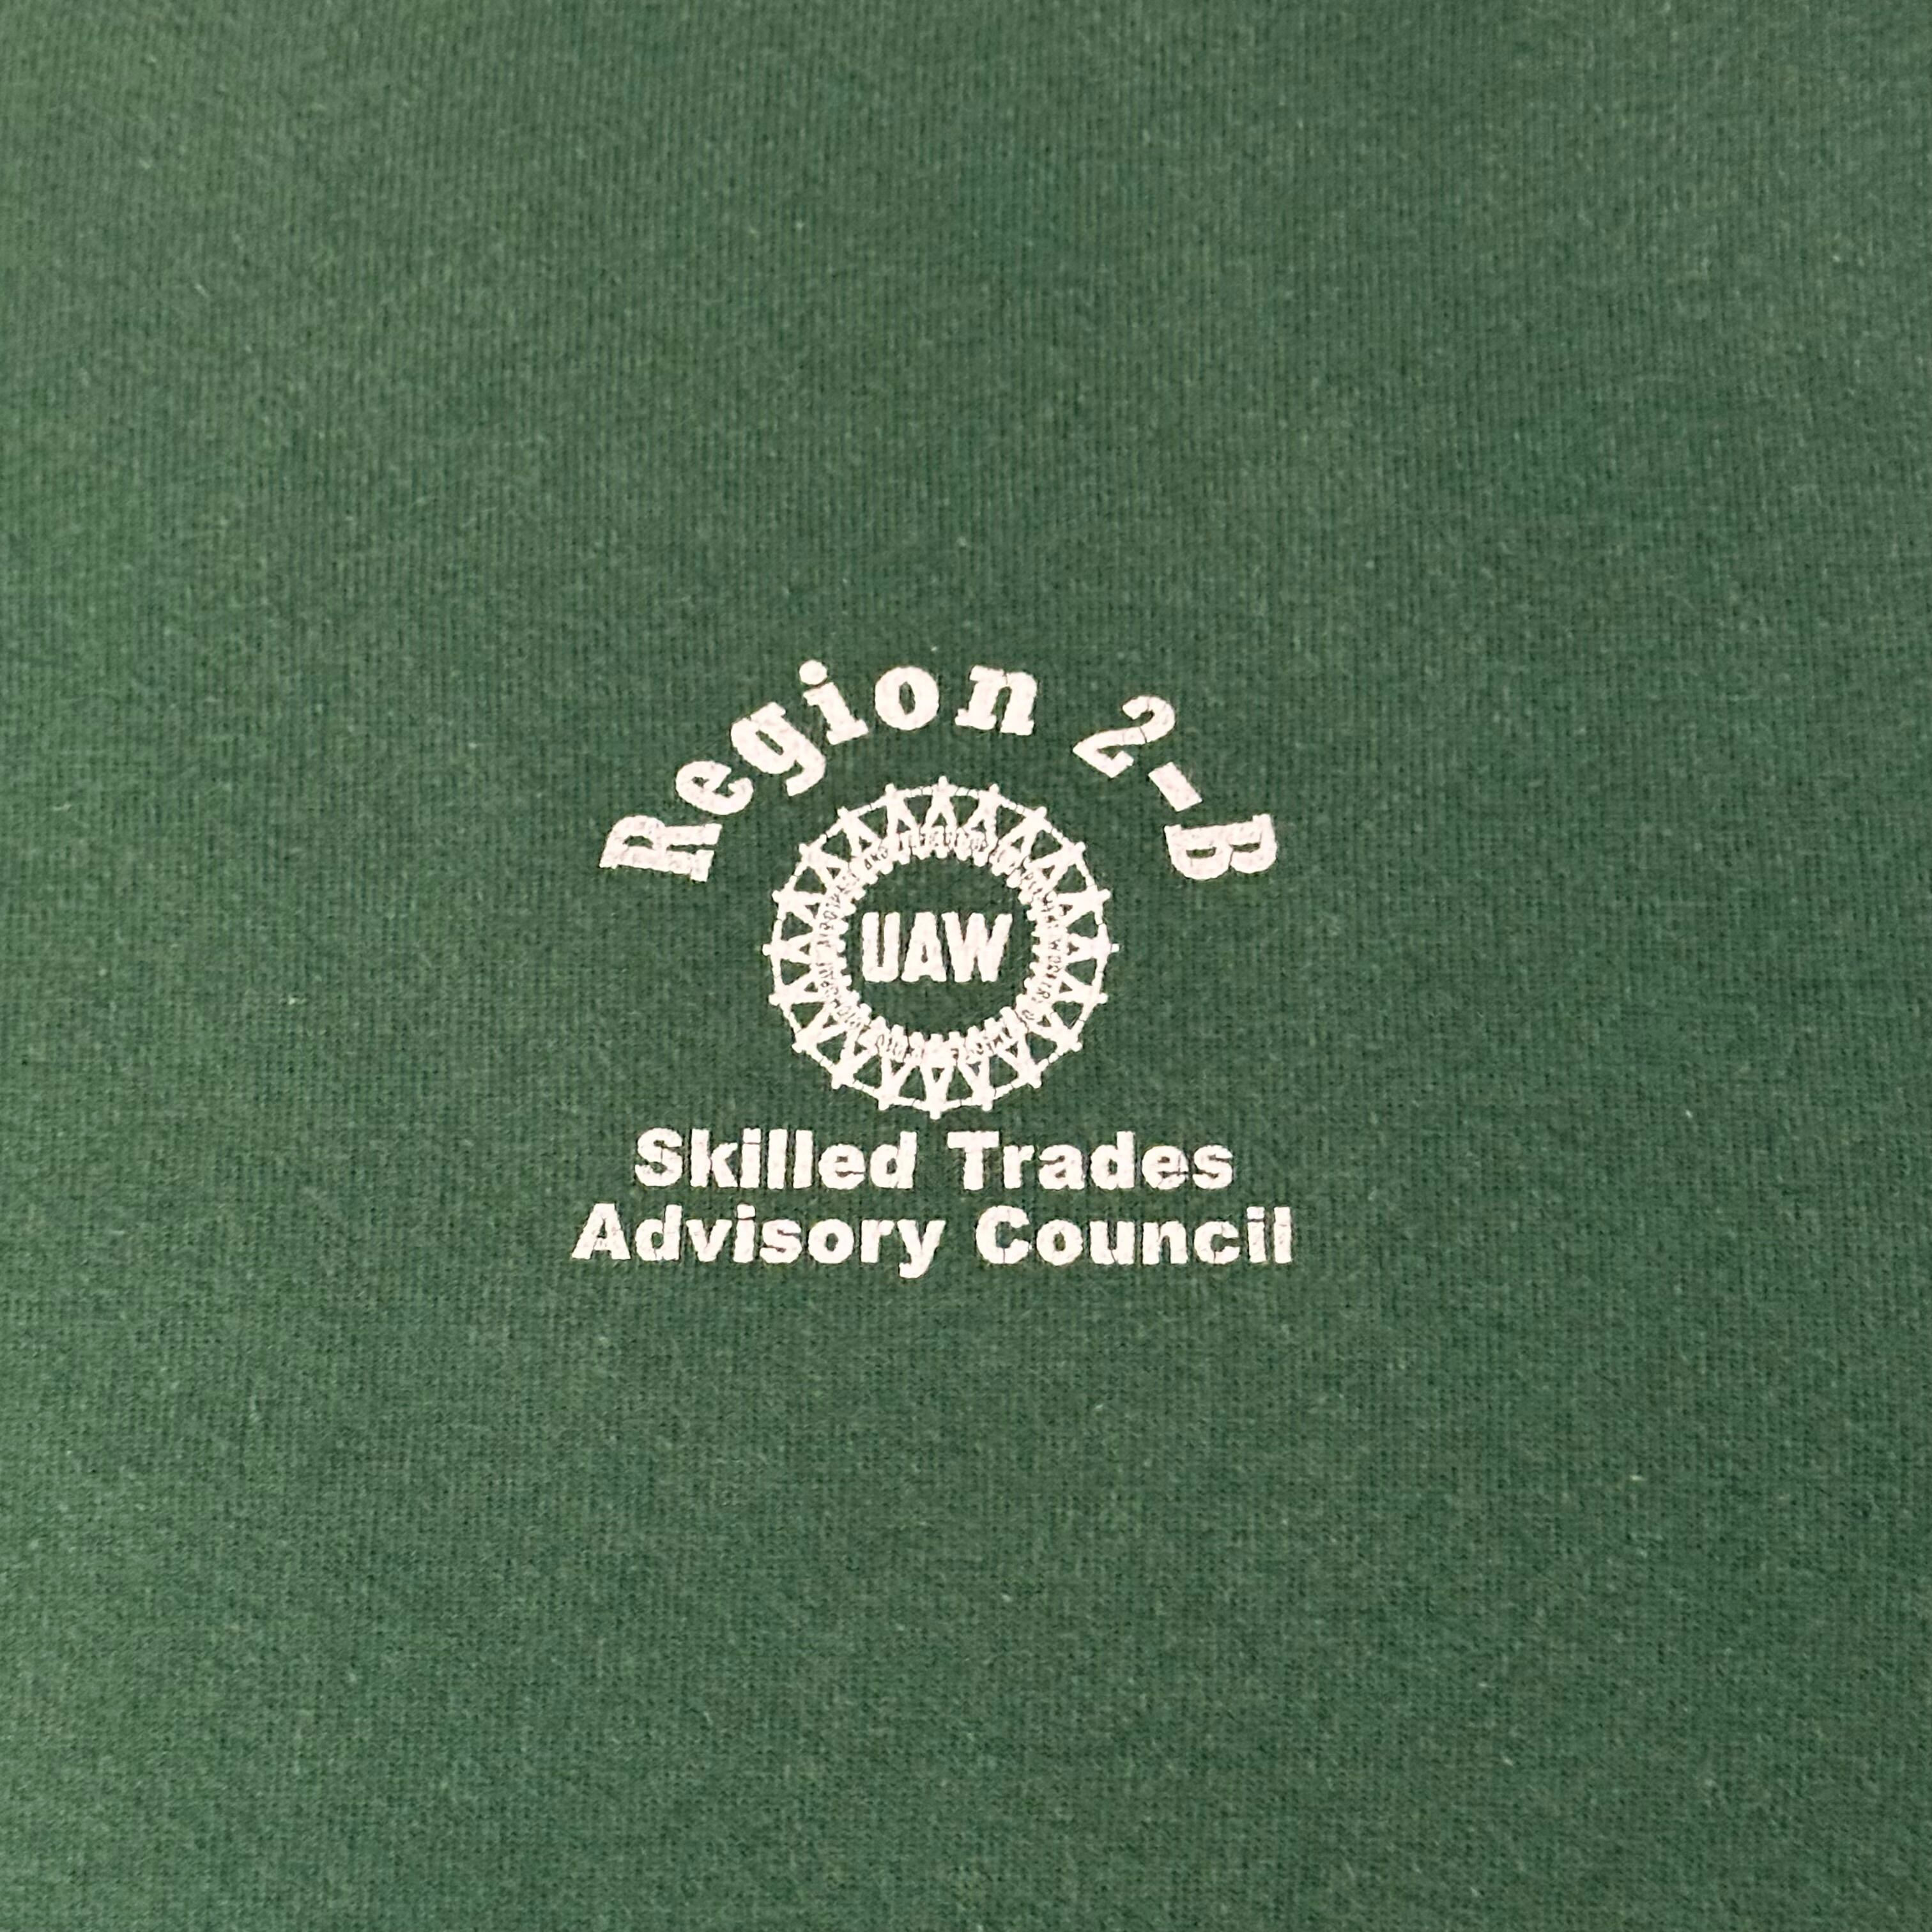 Region 2-B
UAW
Skilled Trades
Advisory Council